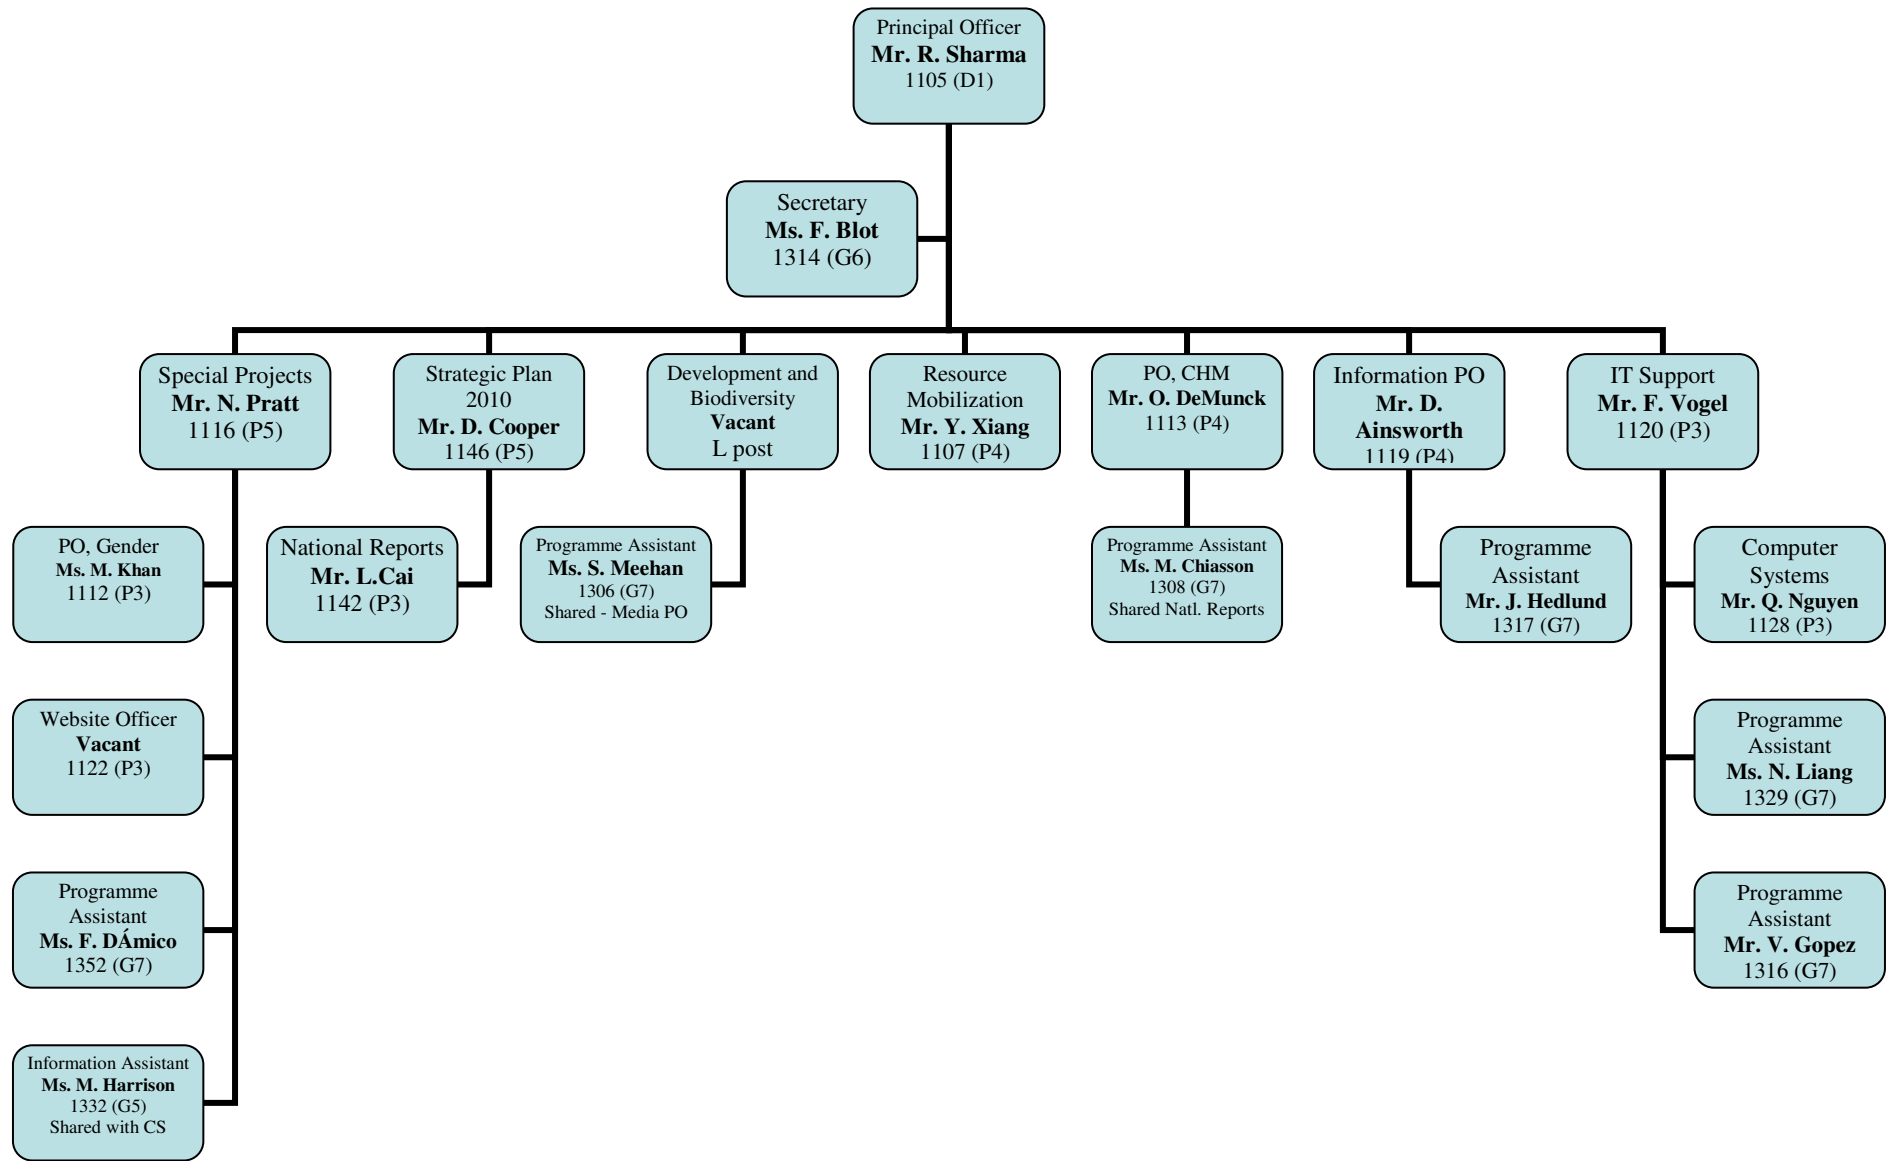 Principal Officer
Mr. R. Sharma
1105 (D1)
Secretary
Ms. F. Blot
1314 (G6)
Special Projects
Mr. N. Pratt
1116 (P5)
Strategic Plan
2010
Mr. D. Cooper
1146 (P5)
Development and
Biodiversity
Vacant
L post
Resource
Mobilization
Mr. Y. Xiang
1107 (P4)
PO, CHM
Mr. O. DeMunck
1113 (P4)
Information PO
Mr. D.
Ainsworth
1119 (P4)
IT Support
Mr. F. Vogel
1120 (P3)
PO, Gender
Ms. M. Khan
1112 (P3)
National Reports
Mr. L.Cai
1142 (P3)
Programme Assistant
Ms. S. Meehan
1306 (G7)
Shared - Media PO
Programme Assistant
Ms. M. Chiasson
1308 (G7)
Shared Natl. Reports
Programme
Assistant
Mr. J. Hedlund
1317 (G7)
Computer
Systems
Mr. Q. Nguyen
1128 (P3)
Website Officer
Vacant
1122 (P3)
Programme
Assistant
Ms. N. Liang
1329 (G7)
Programme
Assistant
Ms. F. DÁmico
1352 (G7)
Programme
Assistant
Mr. V. Gopez
1316 (G7)
Information Assistant
Ms. M. Harrison
1332 (G5)
Shared with CS